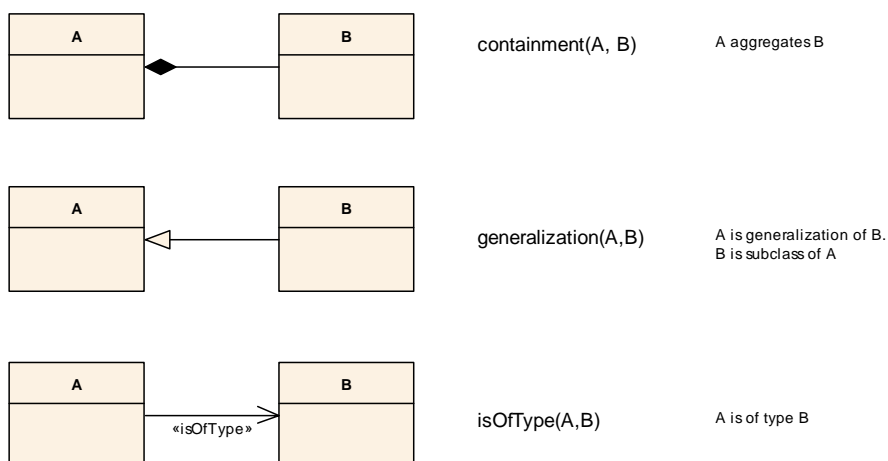 A B containment(A, B) A aggregates B
A B generalization(A,B) A is generalization of B.
B is subclass of A
A B
«isOfType» isOfType(A,B) A is of type B